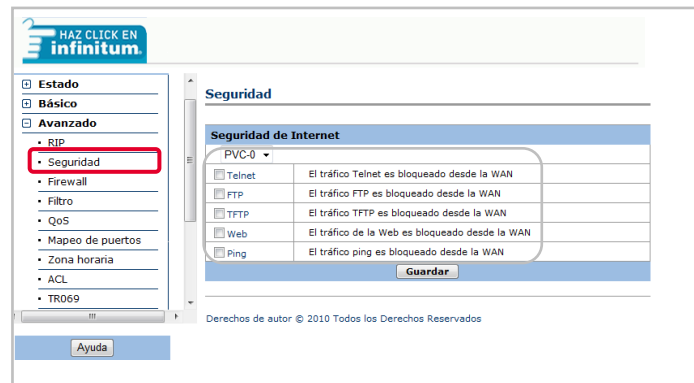 HAZ CLICK EN
infinitum.
Estado
Básico
Avanzado
RIP
Seguridad
Firewall
Filtro
QoS
Mapeo de puertos
Zona horaria
ACL
TR069
Ayuda
Seguridad
Seguridad de Internet
PVC-0
Telnet El tráfico Telnet es bloqueado desde la WAN
FTP El tráfico FTP es bloqueado desde la WAN
TFTP El tráfico TFTP es bloqueado desde la WAN
Web El tráfico de la Web es bloqueado desde la WAN
Ping El tráfico ping es bloqueado desde la WAN
Guardar
Derechos de autor © 2010 Todos los Derechos Reservados